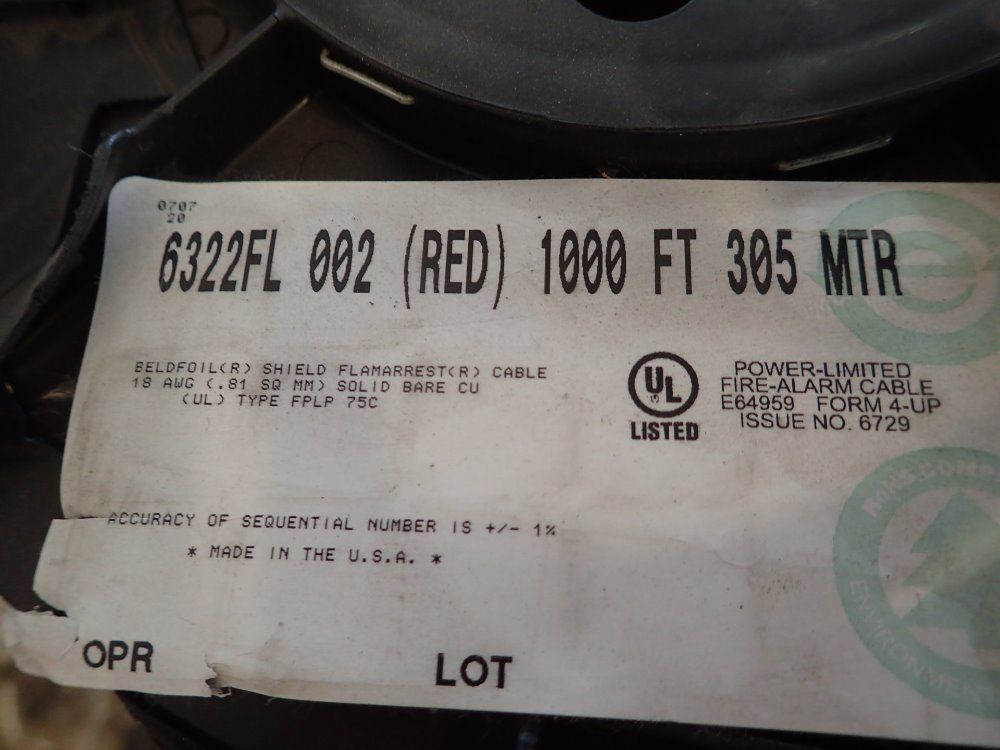 0707
20
6322FL 002 (RED) 1000 FT 305 MTR
BELDFOIL(R) SHIELD FLAMARREST(R) CABLE
18 AWG (.81 SQ MM) SOLID BARE CU
(UL) TYPE FPLP 75C
UL
LISTED
POWER-LIMITED
FIRE-ALARM CABLE
E64959 FORM 4-UP
ISSUE NO. 6729
ACCURACY OF SEQUENTIAL NUMBER IS +/- 1%
* MADE IN THE U.S.A. *
OPR
LOT
e
ROHS